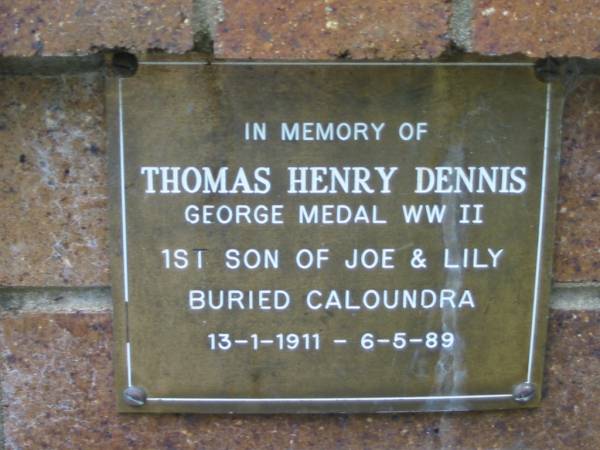 IN MEMORY OF
THOMAS HENRY DENNIS
GEORGE MEDAL WW II
1ST SON OF JOE & LILY
BURIED CALOUNDRA
13-1-1911 - 6-5-89